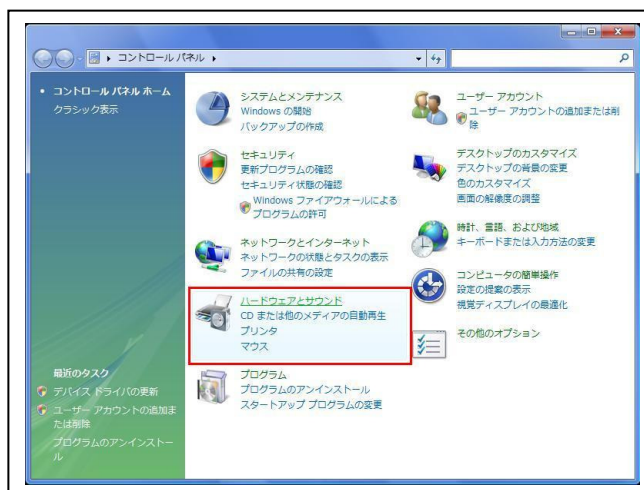 コントロール パネル
コントロール パネル ホーム
クラシック表示
システムとメンテナンス
Windows の開始
バックアップの作成
セキュリティ
更新プログラムの確認
セキュリティ状態の確認
Windows ファイアウォールによる
プログラムの許可
ネットワークとインターネット
ネットワークの状態とタスクの表示
ファイルの共有の設定
ハードウェアとサウンド
CD または他のメディアの自動再生
プリンタ
マウス
プログラム
プログラムのアンインストール
スタートアップ プログラムの変更
ユーザー アカウント
ユーザー アカウントの追加または削
除
デスクトップのカスタマイズ
デスクトップの背景の変更
色のカスタマイズ
画面の解像度の調整
時計、言語、および地域
キーボードまたは入力方法の変更
コンピュータの簡単操作
設定の提案の表示
視覚ディスプレイの最適化
その他のオプション
最近のタスク
デバイス ドライバの更新
ユーザー アカウントの追加ま
たは削除
プログラムのアンインストー
ル